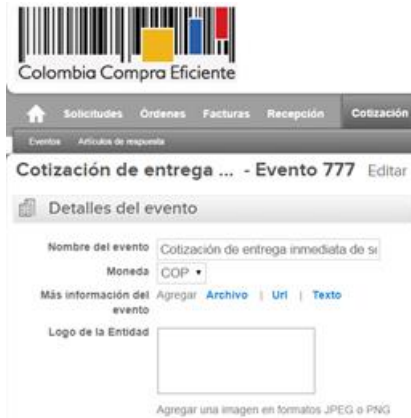 Colombia Compra Eficiente
Solicitudes Órdenes Facturas Recepción Cotización
Eventos Artículos de respuesta
Cotización de entrega ... - Evento 777 Editar
Detalles del evento
Nombre del evento Cotización de entrega inmediata de
Moneda COP
Más información del evento Agregar Archivo | Url | Texto
Logo de la Entidad
Agregar una imagen en formatos JPEG o PNG